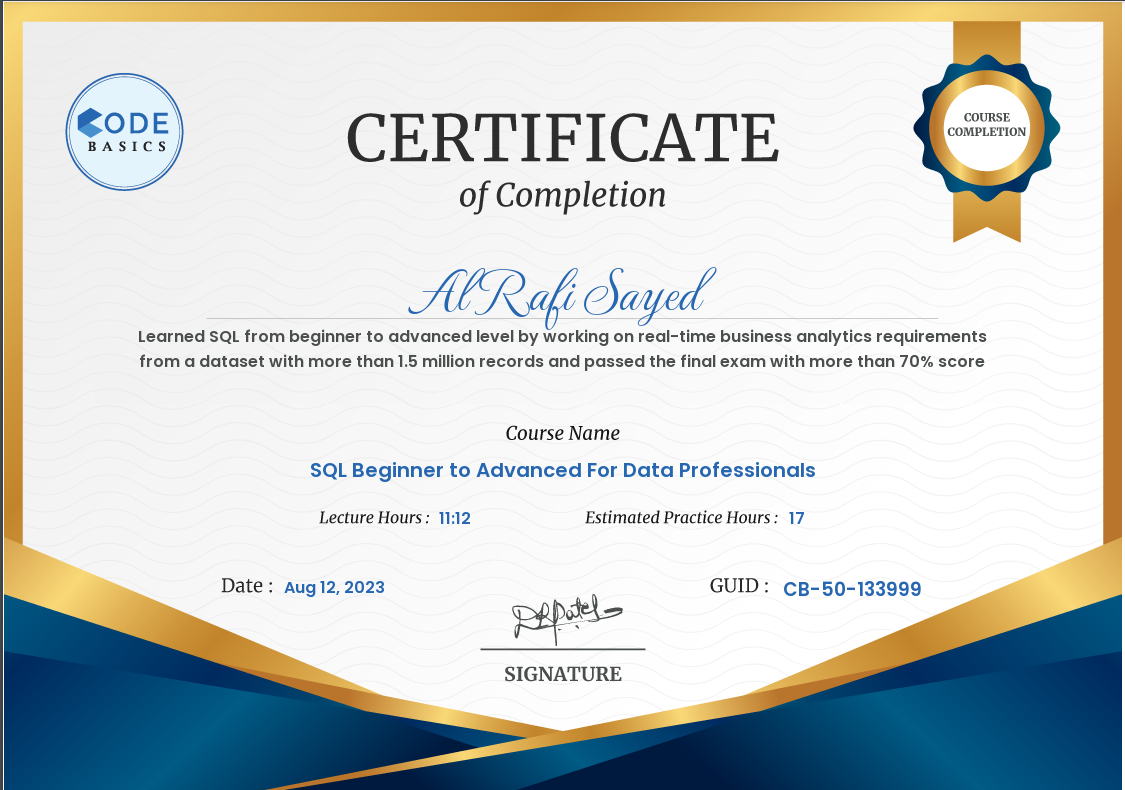 CODE
BASICS
COURSE
COMPLETION
CERTIFICATE
of Completion
Al Rafi Sayed
Learned SQL from beginner to advanced level by working on real-time business analytics requirements
from a dataset with more than 1.5 million records and passed the final exam with more than 70% score
Course Name
SQL Beginner to Advanced For Data Professionals
Lecture Hours : 11:12 Estimated Practice Hours : 17
Date : Aug 12, 2023 GUID : CB-50-133999
SIGNATURE